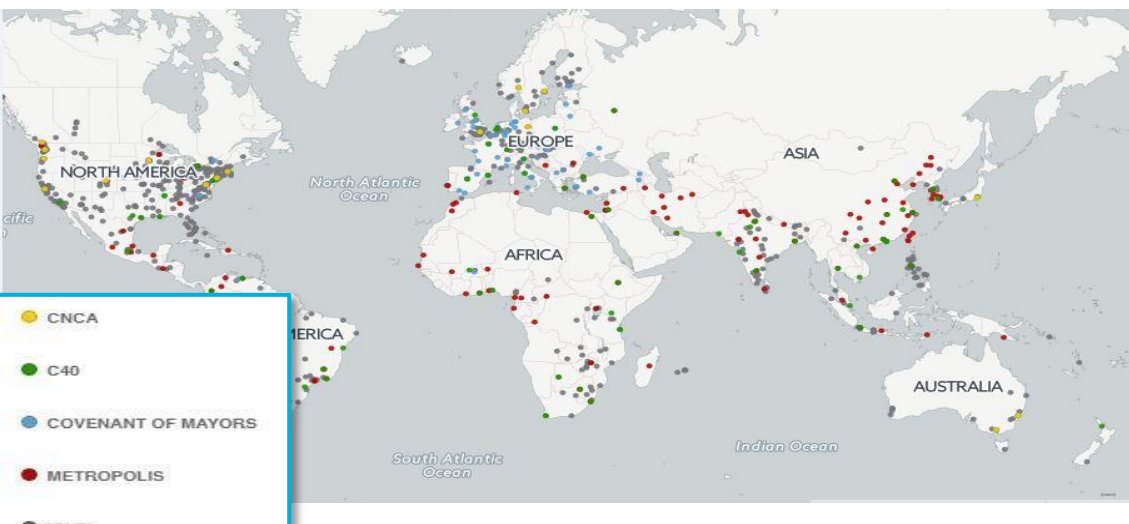 EUROPE
ASIA
NORTH AMERICA
North Atlantic
Ocean
AFRICA
AUSTRALIA
Indian Ocean
South Atlantic
Ocean
CNCA
C40
COVENANT OF MAYORS
METROPOLIS